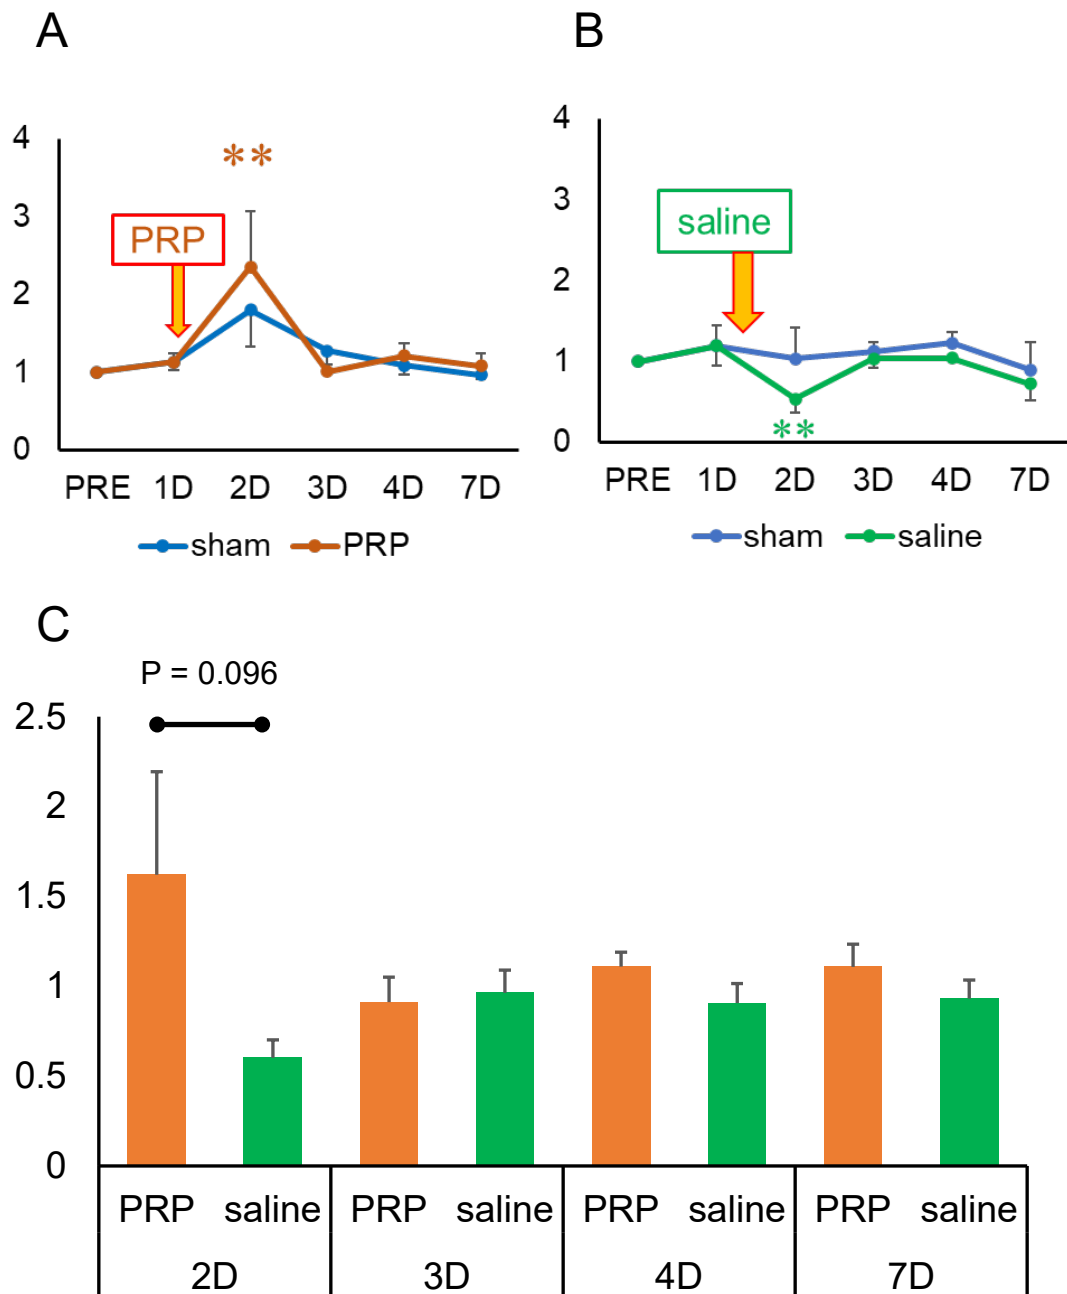 A
4
3
2
1
0
**
PRP
PRE 1D 2D 3D 4D 7D
sham PRP
B
4
3
2
1
0
saline
**
PRE 1D 2D 3D 4D 7D
sham saline
C
P = 0.096
2.5
2
1.5
1
0.5
0
PRP saline PRP saline PRP saline PRP saline
2D 3D 4D 7D